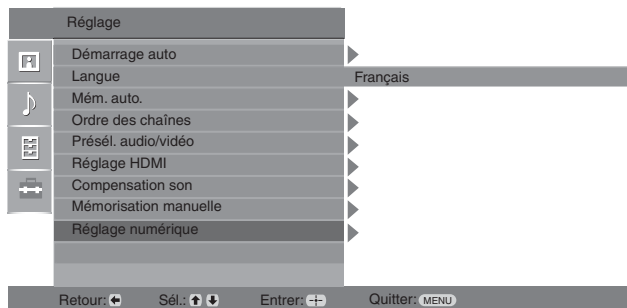 Réglage
Démarrage auto
Langue Français
Mém. auto.
Ordre des chaînes
Présél. audio/vidéo
Réglage HDMI
Compensation son
Mémorisation manuelle
Réglage numérique
Retour: Sél.: Entrer: Quitter: MENU